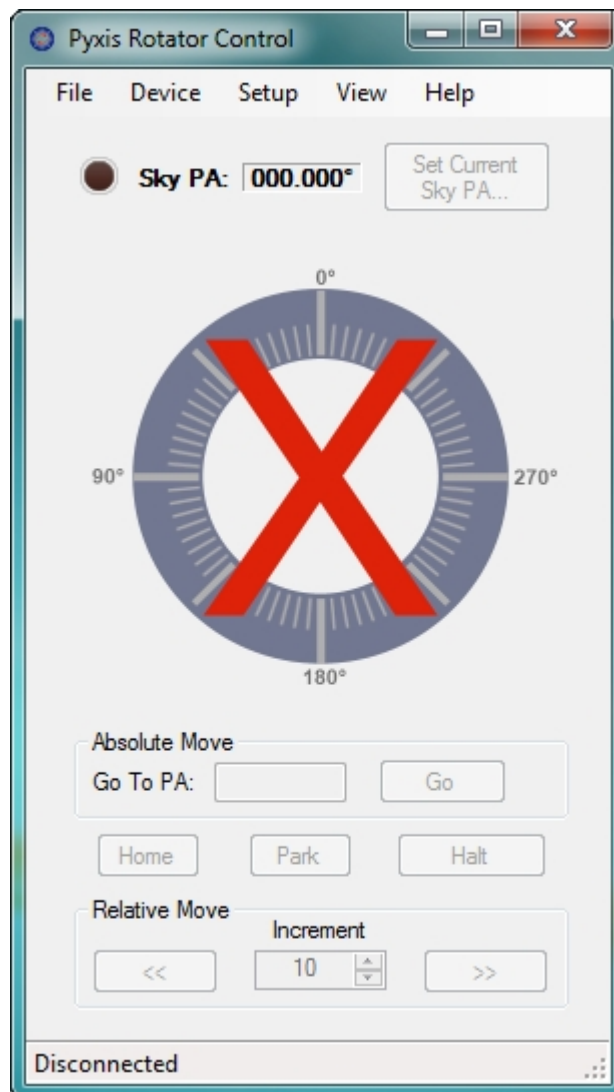 Pyxis Rotator Control
File Device Setup View Help
Sky PA: 000.000°
Set Current
Sky PA...
0°
90°
270°
180°
Absolute Move
Go To PA:
Go
Home Park Halt
Relative Move
Increment
<< 10 >>
Disconnected